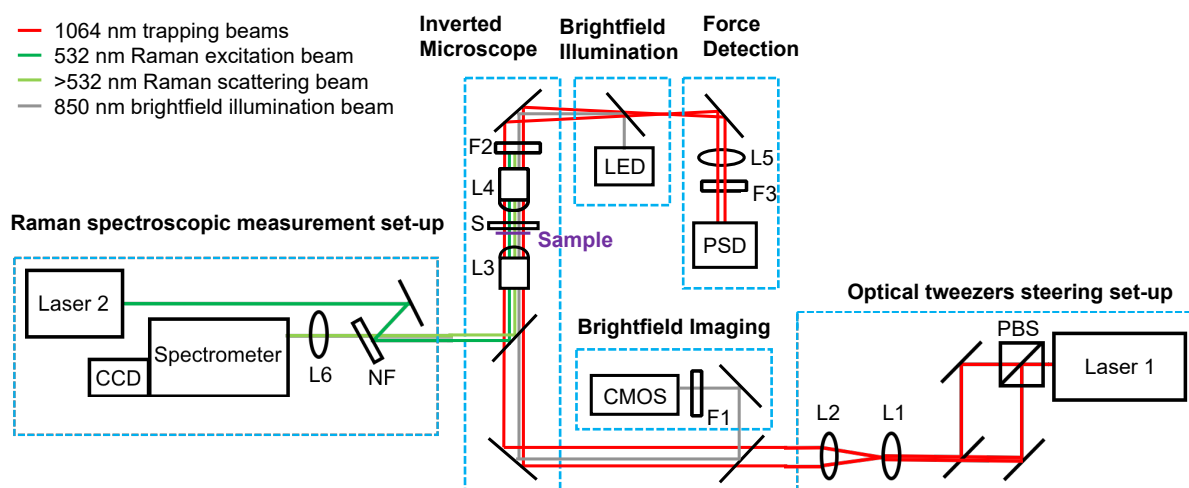 1064 nm trapping beams
532 nm Raman excitation beam
>532 nm Raman scattering beam
850 nm brightfield illumination beam
Inverted
Microscope
Brightfield
Illumination
Force
Detection
F2
L4
S
Sample
L3
LED
L5
F3
PSD
Raman spectroscopic measurement set-up
Laser 2
Spectrometer
CCD
L6
NF
Brightfield Imaging
CMOS
F1
Optical tweezers steering set-up
PBS
Laser 1
L2
L1